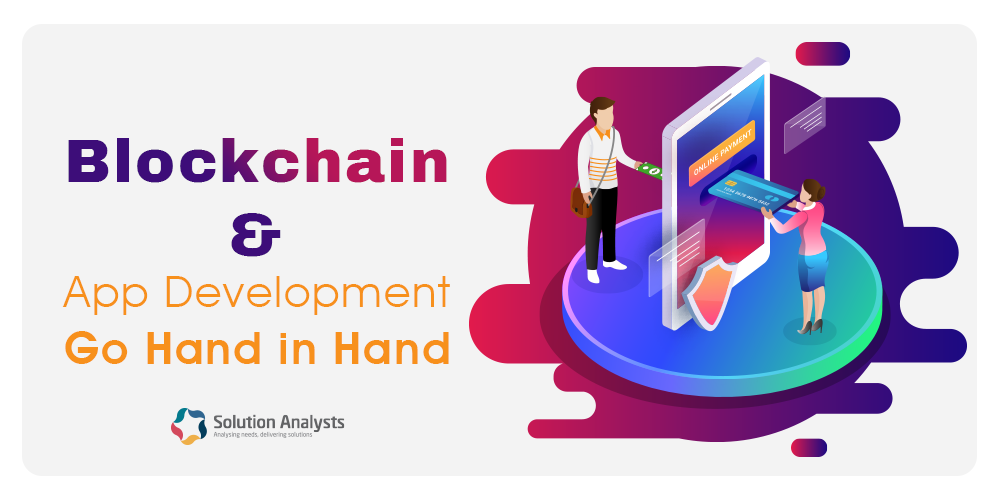 Blockchain
&
App Development
Go Hand in Hand
Solution Analysts
Analysing needs, delivering solutions
ONLINE PAYMENT